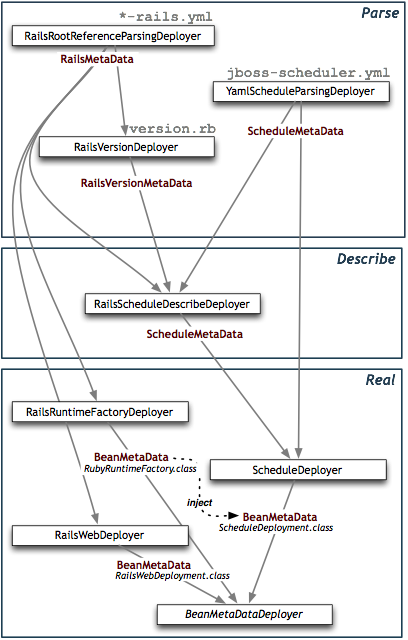 Parse
*-rails.yml
RailsRootReferenceParsingDeployer
RailsMetaData
jboss-scheduler.yml
YamlScheduleParsingDeployer
version.rb
ScheduleMetaData
RailsVersionDeployer
RailsVersionMetaData
Describe
RailsScheduleDescribeDeployer
ScheduleMetaData
Real
RailsRuntimeFactoryDeployer
BeanMetaData
RubyRuntimeFactory.class
ScheduleDeployer
inject
BeanMetaData
ScheduleDeployment.class
RailsWebDeployer
BeanMetaData
RailsWebDeployment.class
BeanMetaDataDeployer